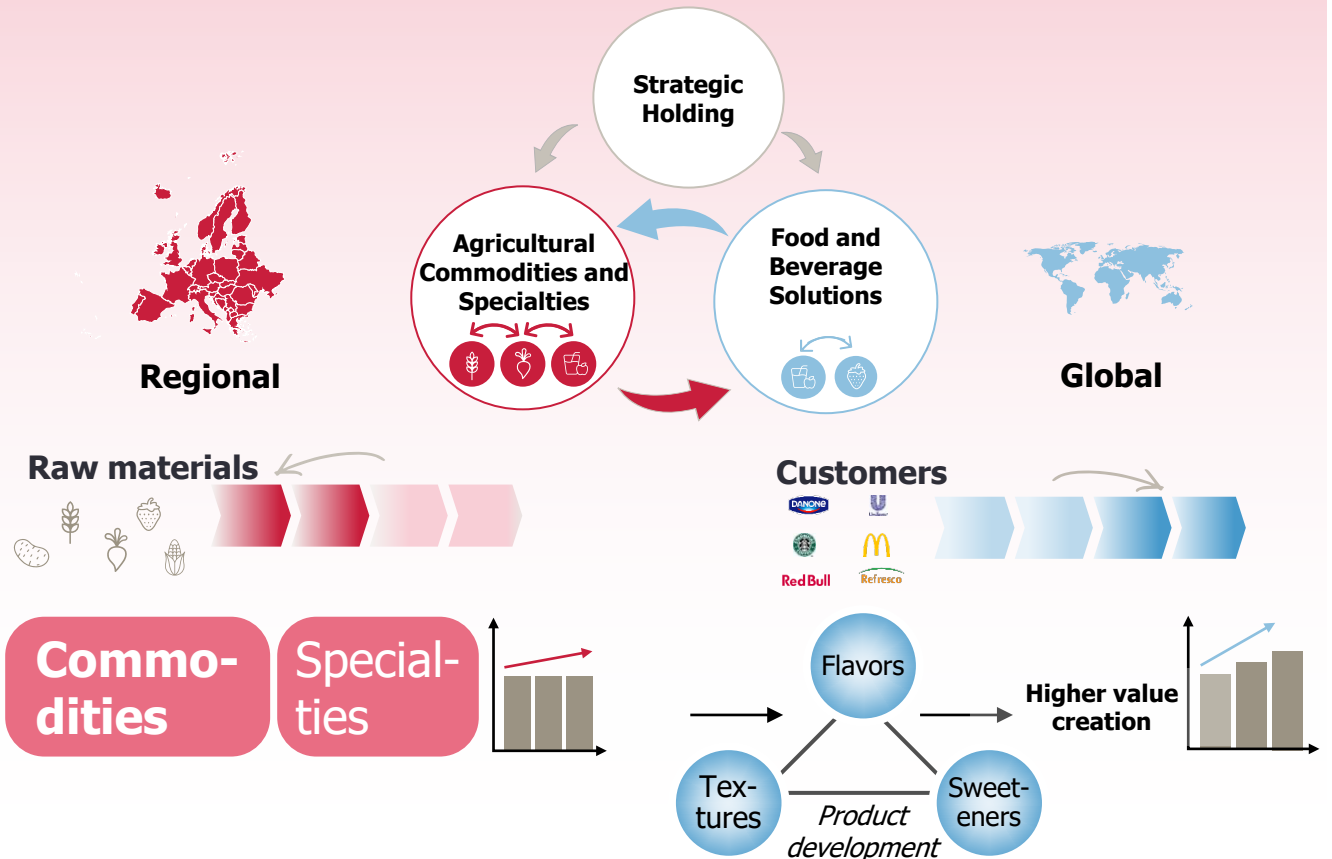 Strategic
Holding
Agricultural
Commodities and
Specialties
Food and
Beverage
Solutions
Regional
Global
Raw materials
Customers
DANONE
Unilever
RedBull
Refresco
Commo-
dities
Special-
ties
Flavors
Tex-
tures
Sweet-
eners
Product
development
Higher value
creation